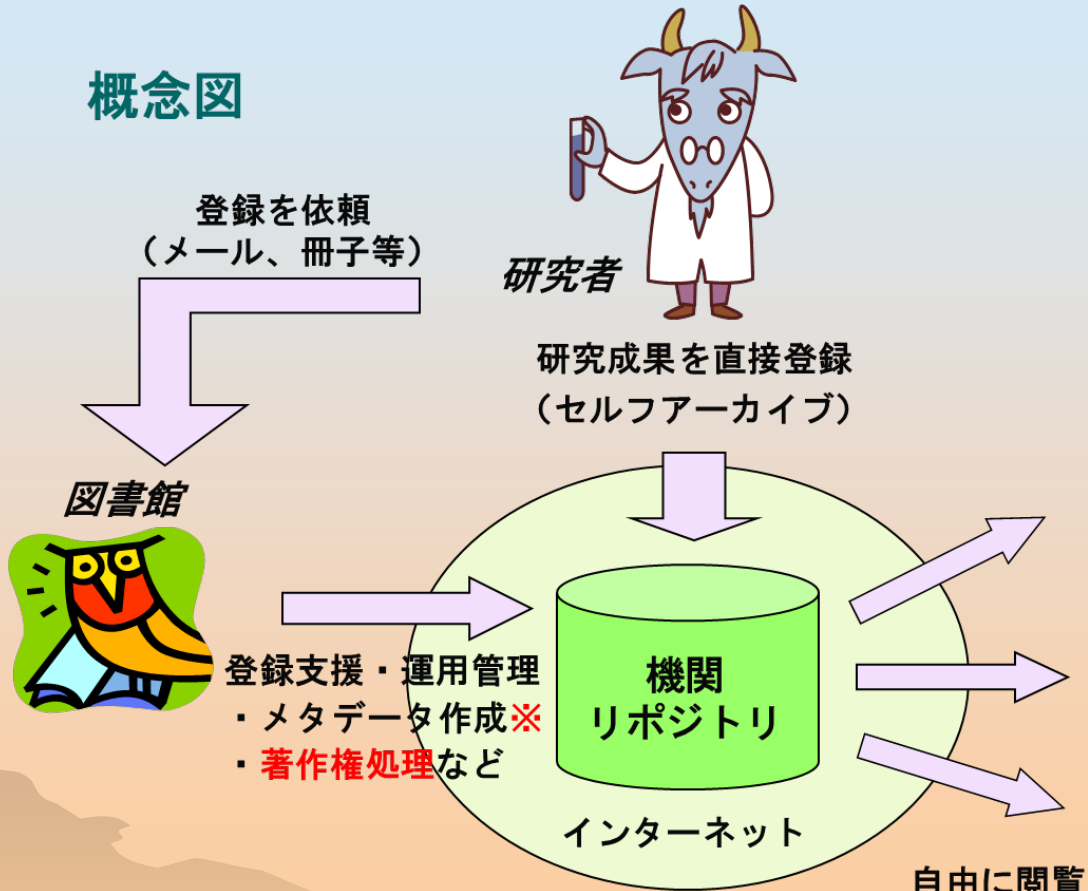 概念図
登録を依頼
（メール、冊子等）
研究者
研究成果を直接登録
（セルフアーカイブ）
図書館
登録支援・運用管理
・メタデータ作成※
・著作権処理など
機関
リポジトリ
インターネット
自由に閲覧